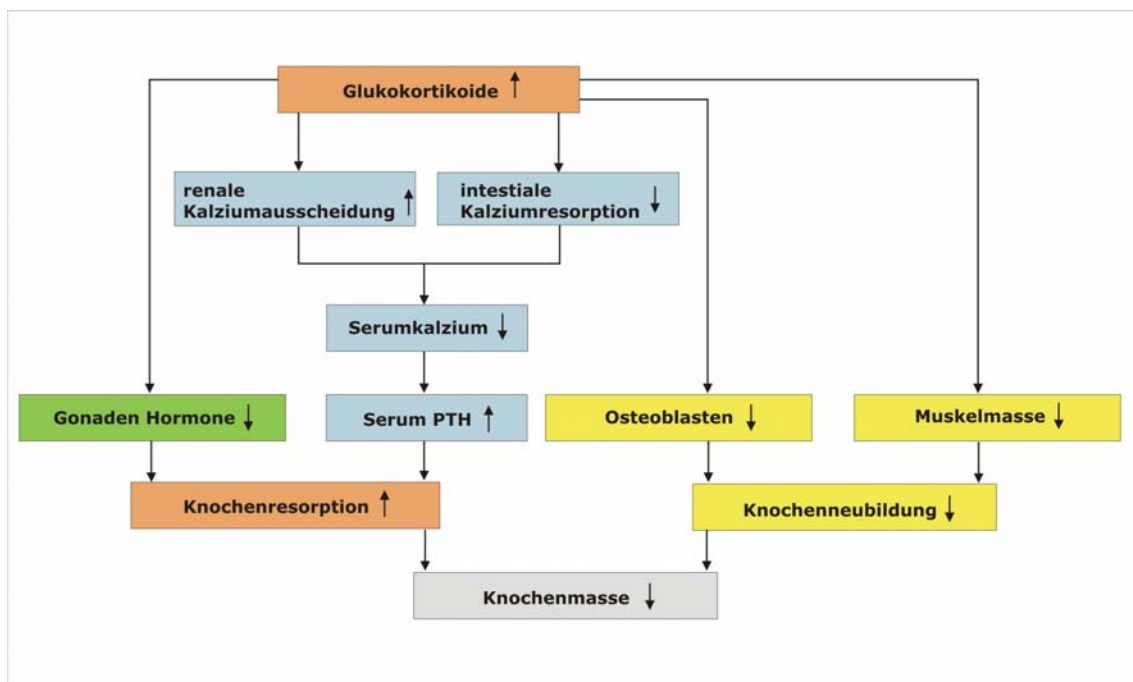 Glukokortikoide ↑
renale
Kalziumausscheidung ↑
intestiale
Kalziumresorption ↓
Serumkalzium ↓
Gonaden Hormone ↓
Serum PTH ↑
Osteoblasten ↓
Muskelmasse ↓
Knochenresorption ↑
Knochenneubildung ↓
Knochenmasse ↓